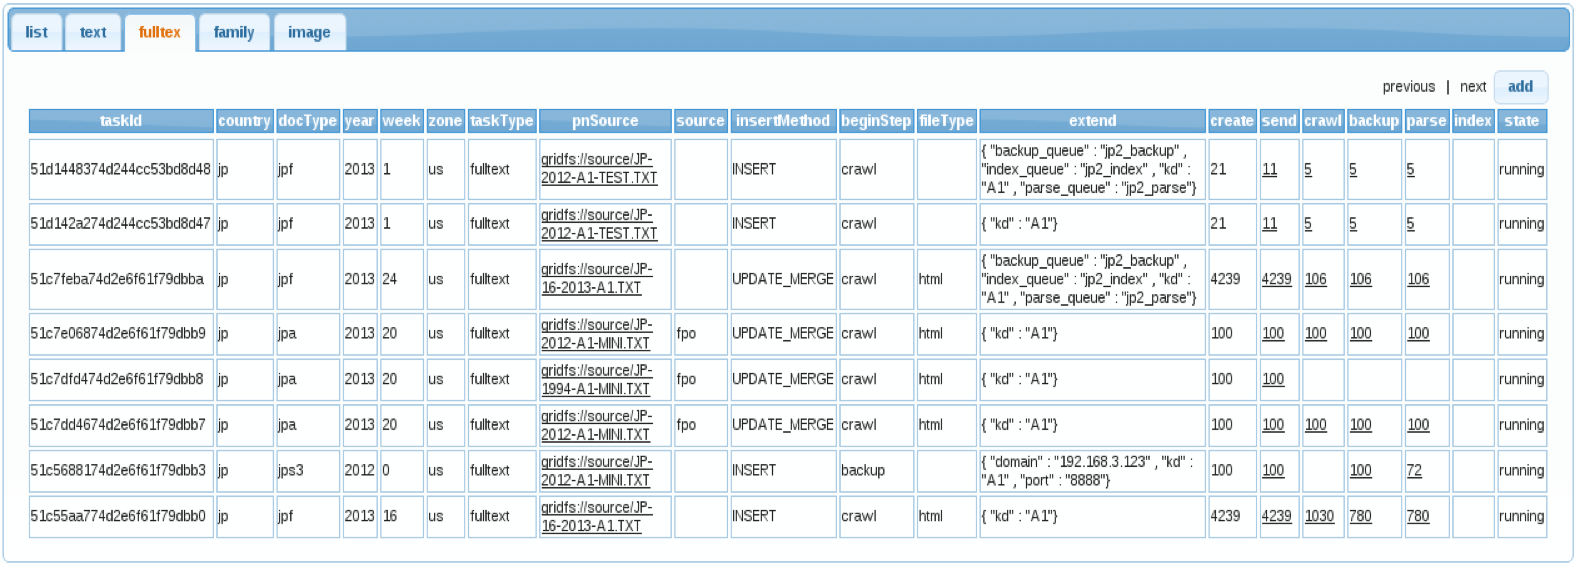 list text fulltex family image
previous | next add
taskId country docType year week zone taskType pnSource source insertMethod beginStep fileType extend create send crawl backup parse index state
51d1448374d244cc53bd8d48 jp jpf 2013 1 us fulltext gridfs://source/JP-2012-A1-TEST.TXT INSERT crawl { "backup_queue" : "jp2_backup" , "index_queue" : "jp2_index" , "kd" : "A1" , "parse_queue" : "jp2_parse"} 21 11 5 5 5 running
51d142a274d244cc53bd8d47 jp jpf 2013 1 us fulltext gridfs://source/JP-2012-A1-TEST.TXT INSERT crawl { "kd" : "A1"} 21 11 5 5 5 running
51c7feba74d2e6f61f79dbba jp jpf 2013 24 us fulltext gridfs://source/JP-16-2013-A1.TXT UPDATE_MERGE crawl html { "backup_queue" : "jp2_backup" , "index_queue" : "jp2_index" , "kd" : "A1" , "parse_queue" : "jp2_parse"} 4239 4239 106 106 106 running
51c7e06874d2e6f61f79dbb9 jp jpa 2013 20 us fulltext gridfs://source/JP-2012-A1-MINI.TXT fpo UPDATE_MERGE crawl html { "kd" : "A1"} 100 100 100 100 100 running
51c7dfd474d2e6f61f79dbb8 jp jpa 2013 20 us fulltext gridfs://source/JP-1994-A1-MINI.TXT fpo UPDATE_MERGE crawl html { "kd" : "A1"} 100 100 running
51c7dd4674d2e6f61f79dbb7 jp jpa 2013 20 us fulltext gridfs://source/JP-2012-A1-MINI.TXT fpo UPDATE_MERGE crawl html { "kd" : "A1"} 100 100 100 100 100 running
51c5688174d2e6f61f79dbb3 jp jps3 2012 0 us fulltext gridfs://source/JP-2012-A1-MINI.TXT INSERT backup { "domain" : "192.168.3.123" , "kd" : "A1" , "port" : "8888"} 100 100 100 72 running
51c55aa774d2e6f61f79dbb0 jp jpf 2013 16 us fulltext gridfs://source/JP-16-2013-A1.TXT INSERT crawl html { "kd" : "A1"} 4239 4239 1030 780 780 running